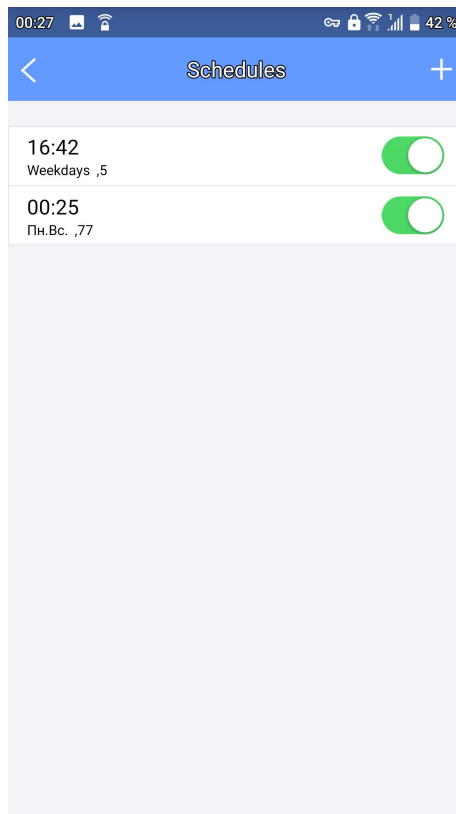 00:27 42 %
Schedules
16:42
Weekdays ,5
00:25
Пн.Вс. ,77